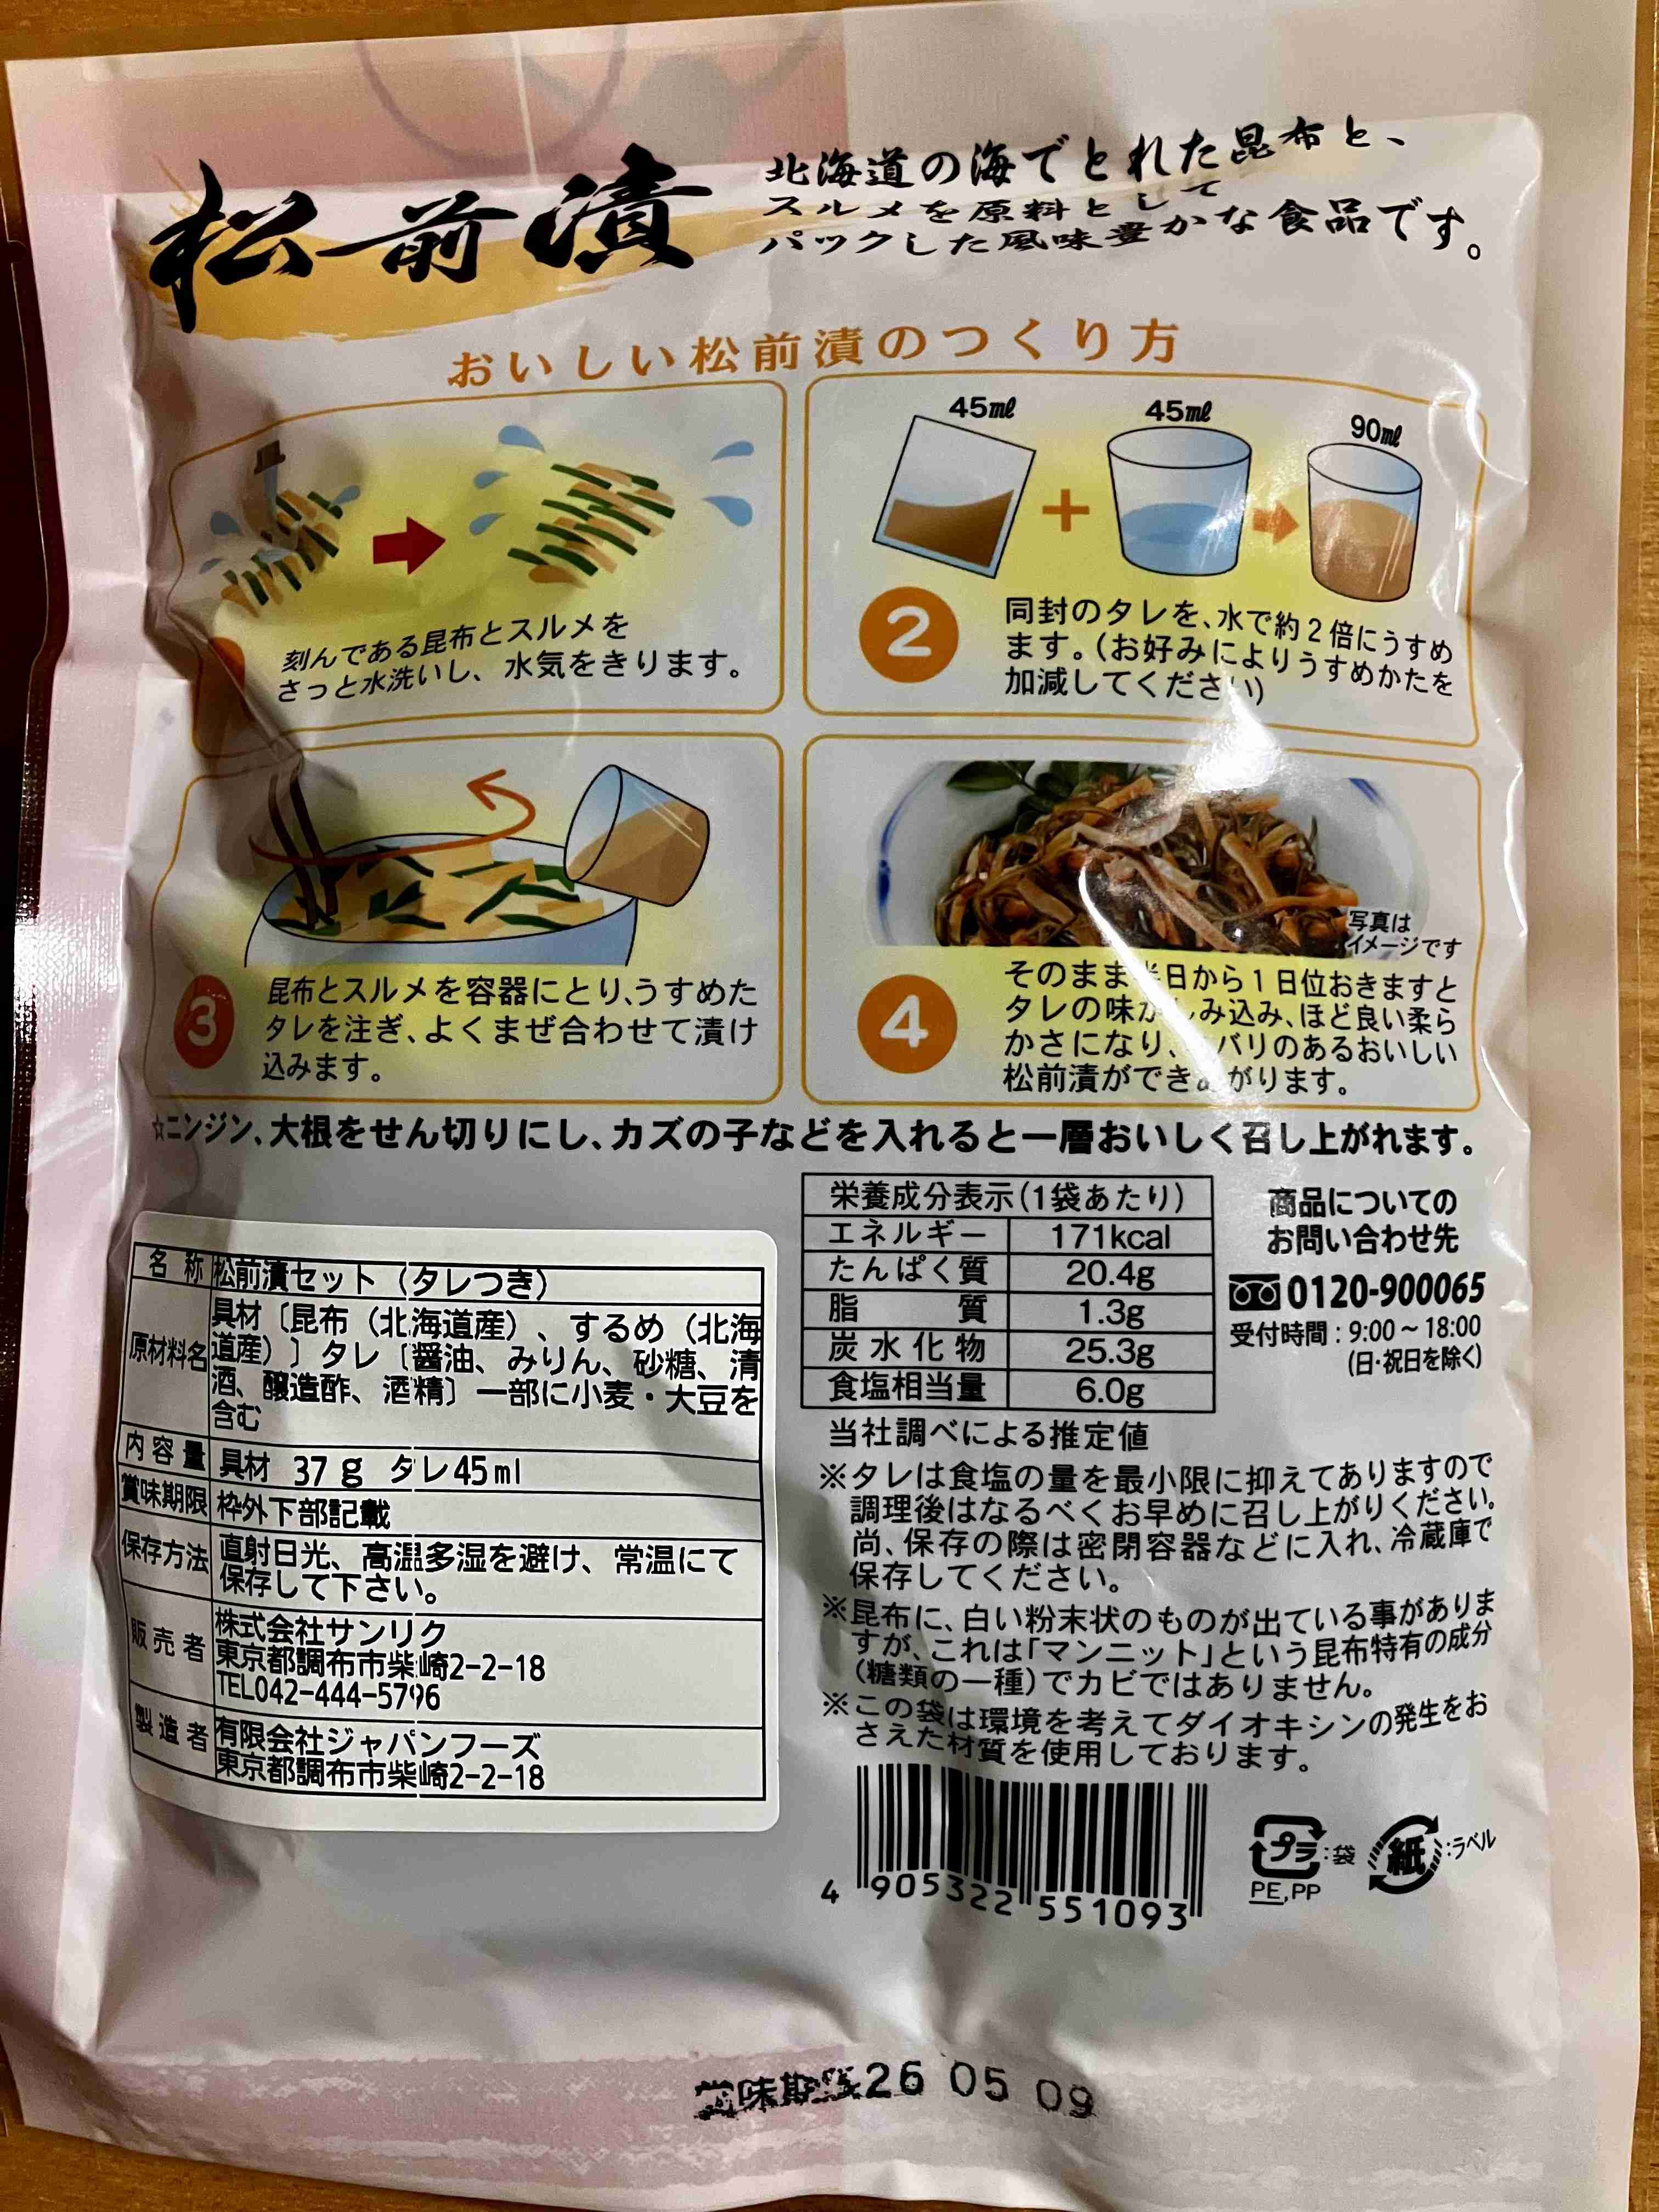 松前漬
北海道の海でとれた昆布と、
スルメを原料として
パックした風味豊かな食品です。
おいしい松前漬のつくり方
刻んである昆布とスルメを
さっと水洗いし、水気をきります。
45㎖
45㎖
90㎖
+
2
同封のタレを、水で約2倍にうすめ
ます。(お好みによりうすめかたを
加減してください)
3
昆布とスルメを容器にとり、うすめた
タレを注ぎ、よくまぜ合わせて漬け
込みます。
写真は
イメージです
4
そのまま半日から1日位おきますと
タレの味がしみ込み、ほど良い柔ら
かさになり、バリのあるおいしい
松前漬ができあがります。
☆ニンジン、大根をせん切りにし、カズの子などを入れると一層おいしく召し上がれます。
名称 松前漬セット(タレつき)
原材料名 具材〔昆布(北海道産)、するめ(北海
道産)〕タレ〔醤油、みりん、砂糖、清
酒、醸造酢、酒精〕一部に小麦・大豆を
含む
内容量 具材 37g タレ45ml
賞味期限 枠外下部記載
保存方法 直射日光、高温多湿を避け、常温にて
保存して下さい。
販売者 株式会社サンリク
東京都調布市柴崎2-2-18
TEL042-444-5796
製造者 有限会社ジャパンフーズ
東京都調布市柴崎2-2-18
栄養成分表示(1袋あたり)
エネルギー 171kcal
たんぱく質 20.4g
脂質 1.3g
炭水化物 25.3g
食塩相当量 6.0g
当社調べによる推定値
商品についての
お問い合わせ先
0120-900065
受付時間:9:00~18:00
(日・祝日を除く)
※タレは食塩の量を最小限に抑えてありますので
調理後はなるべくお早めに召し上がりください。
尚、保存の際は密閉容器などに入れ、冷蔵庫で
保存してください。
※昆布に、白い粉末状のものが出ている事がありま
すが、これは「マンニット」という昆布特有の成分
(糖類の一種)でカビではありません。
※この袋は環境を考えてダイオキシンの発生をお
さえた材質を使用しております。
4 905322 551093
プラ:袋
PE,PP
紙:ラベル
賞味期限26 05 09